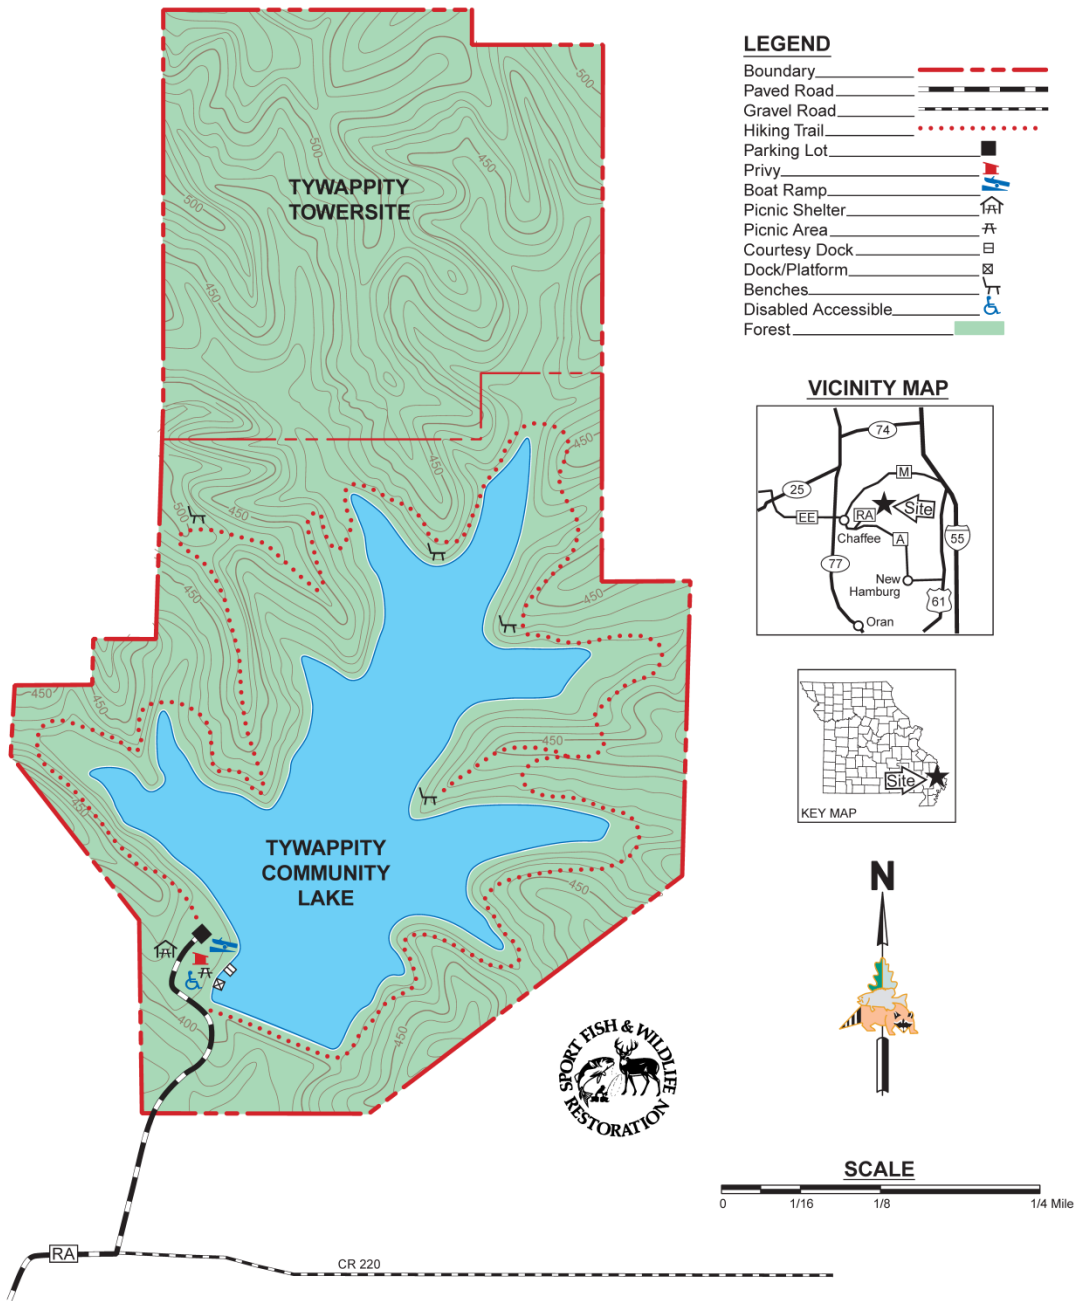 LEGEND
Boundary
Paved Road
Gravel Road
Hiking Trail
Parking Lot
Privy
Boat Ramp
Picnic Shelter
Picnic Area
Courtesy Dock
Dock/Platform
Benches
Disabled Accessible
Forest
500
500
450
TYWAPPITY
TOWERSITE
500
450
450
450
500
450
450
450
450
450
450
450
450
400
450
TYWAPPITY
COMMUNITY
LAKE
VICINITY MAP
74
M
25
EE
RA
Site
Chaffee
A
55
77
New
Hamburg
61
Oran
Site
KEY MAP
N
SPORT FISH & WILDLIFE
RESTORATION
SCALE
0
1/16
1/8
1/4 Mile
RA
CR 220